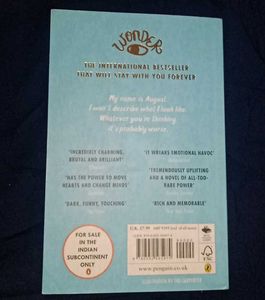 WONDER
THE INTERNATIONAL BESTSELLER
THAT WILL STAY WITH YOU FOREVER
My name is August.
I won't describe what I look like.
Whatever you're thinking,
it's probably worse.
'INCREDIBLY CHARMING,
BRUTAL AND BRILLIANT'
'IT WREAKS EMOTIONAL HAVOC'
'HAS THE POWER TO MOVE
HEARTS AND CHANGE MINDS'
'TREMENDOUSLY UPLIFTING
AND A NOVEL OF ALL-TOO-
RARE POWER'
'DARK, FUNNY, TOUCHING'
'RICH AND MEMORABLE'
FOR SALE
IN THE
INDIAN
SUBCONTINENT
ONLY
U.K. £7.99
www.penguin.co.uk
FSC